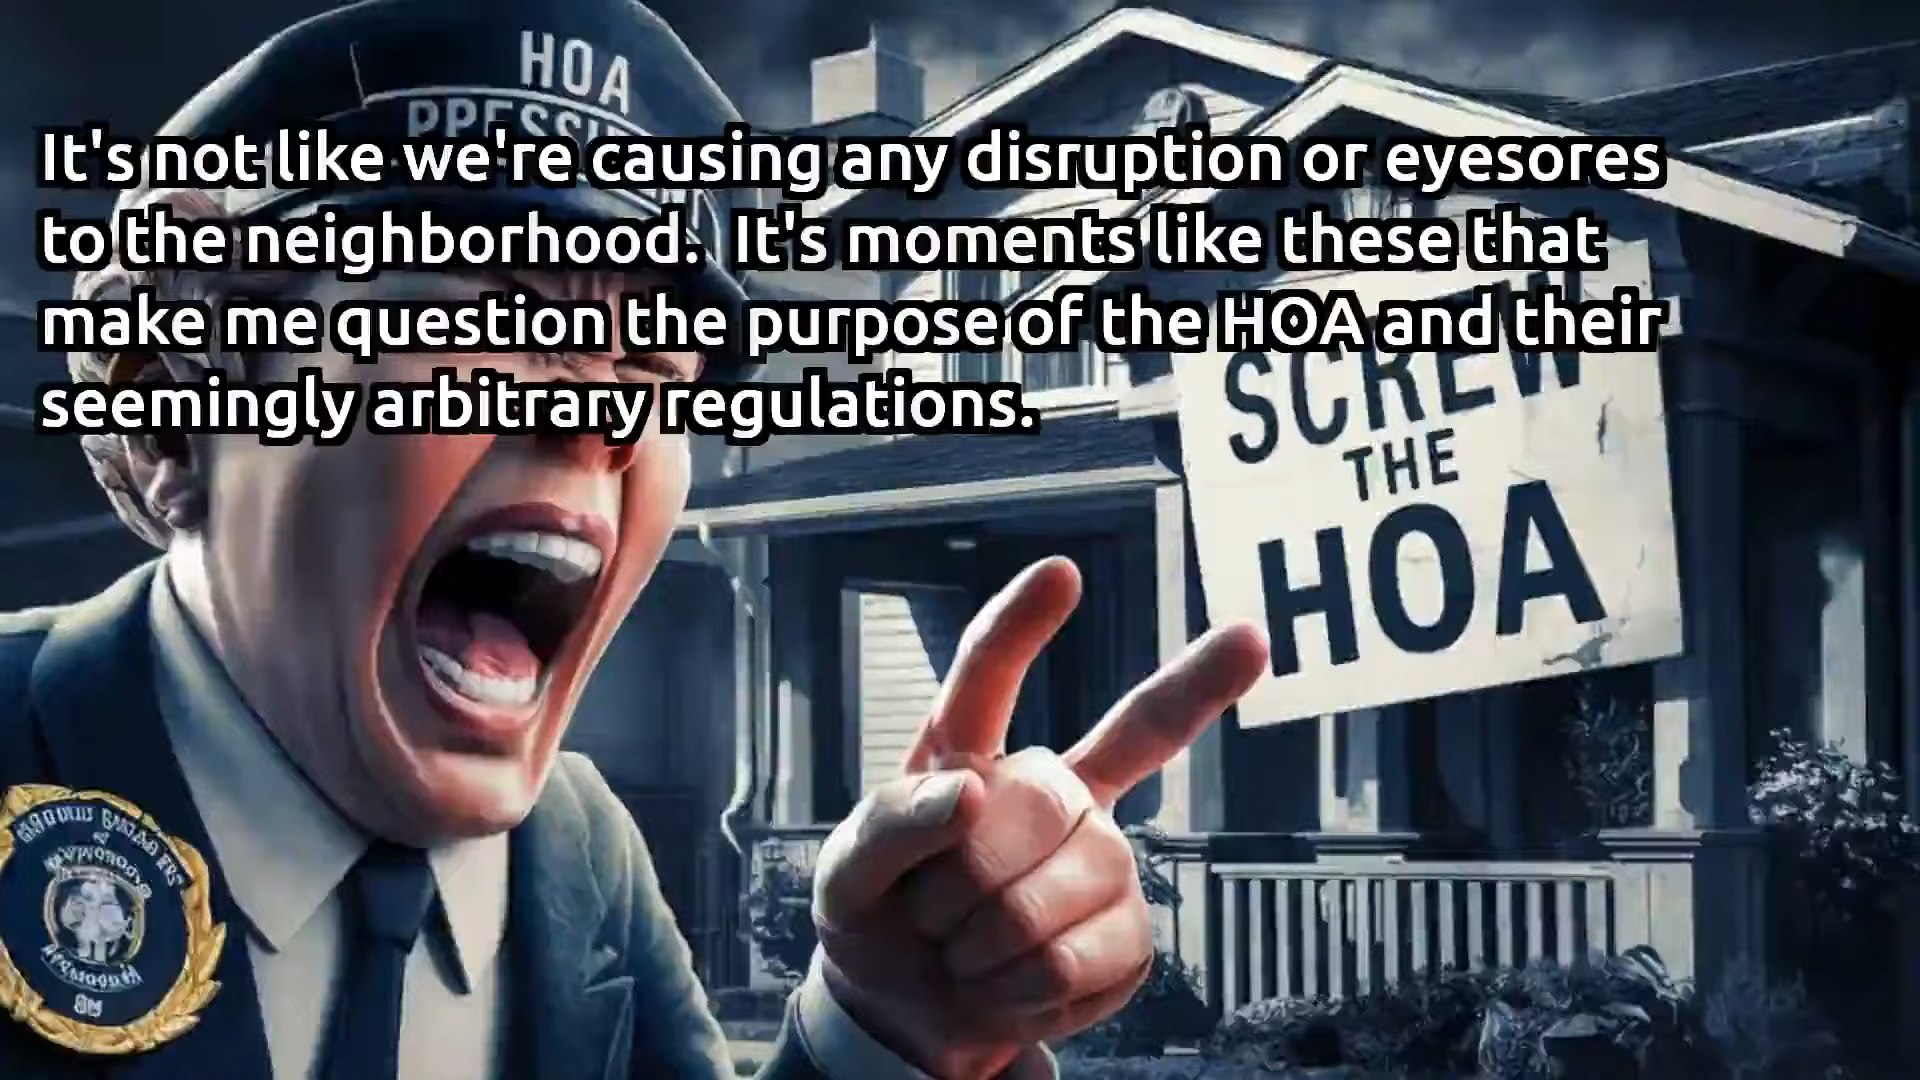 HOA
It's not like we're causing any disruption or eyesores
to the neighborhood. It's moments like these that
make me question the purpose of the HOA and their
seemingly arbitrary regulations.
SCREW
THE
HOA